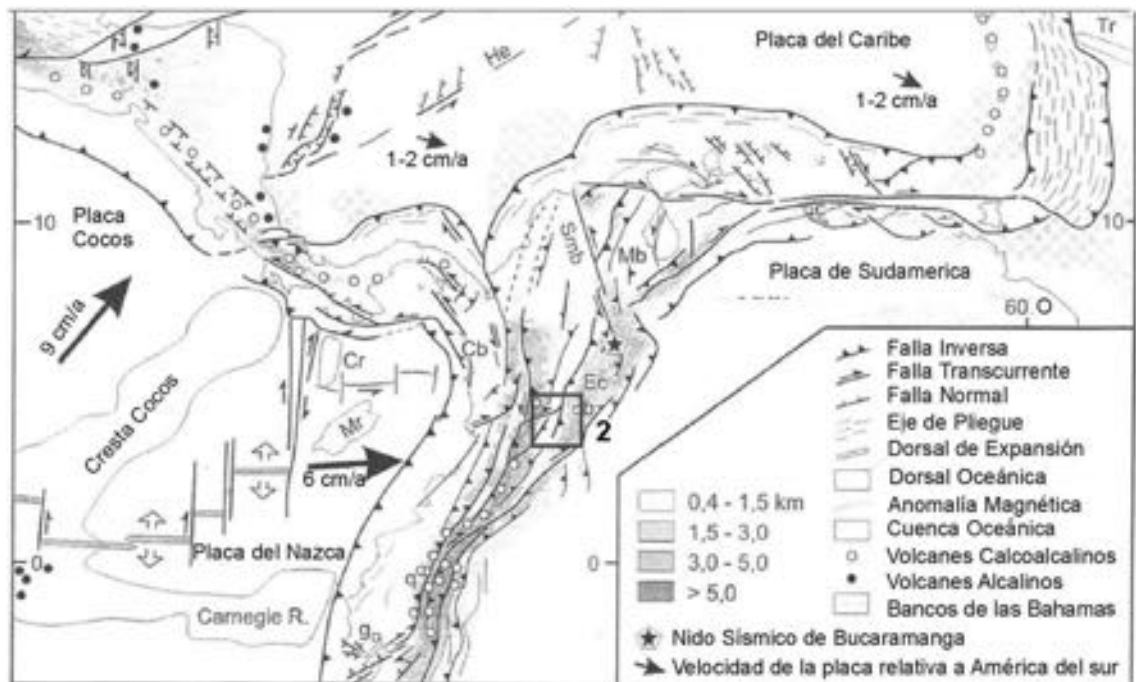 Placa del Caribe
Tr
He
1-2 cm/a
1-2 cm/a
10
Placa
Cocos
10
Smb
Mb
Placa de Sudamerica
60
9 cm/a
Cresta Cocos
Cr
Cb
Ec
Mr
2
6 cm/a
Placa del Nazca
0
0
Carnegie R.
g
Falla Inversa
Falla Transcurrente
Falla Normal
Eje de Pliegue
Dorsal de Expansión
Dorsal Oceánica
Anomalía Magnética
Cuenca Oceánica
Volcanes Calcoalcalinos
Volcanes Alcalinos
Bancos de las Bahamas
0,4 - 1,5 km
1,5 - 3,0
3,0 - 5,0
> 5,0
Nido Sísmico de Bucaramanga
Velocidad de la placa relativa a América del sur